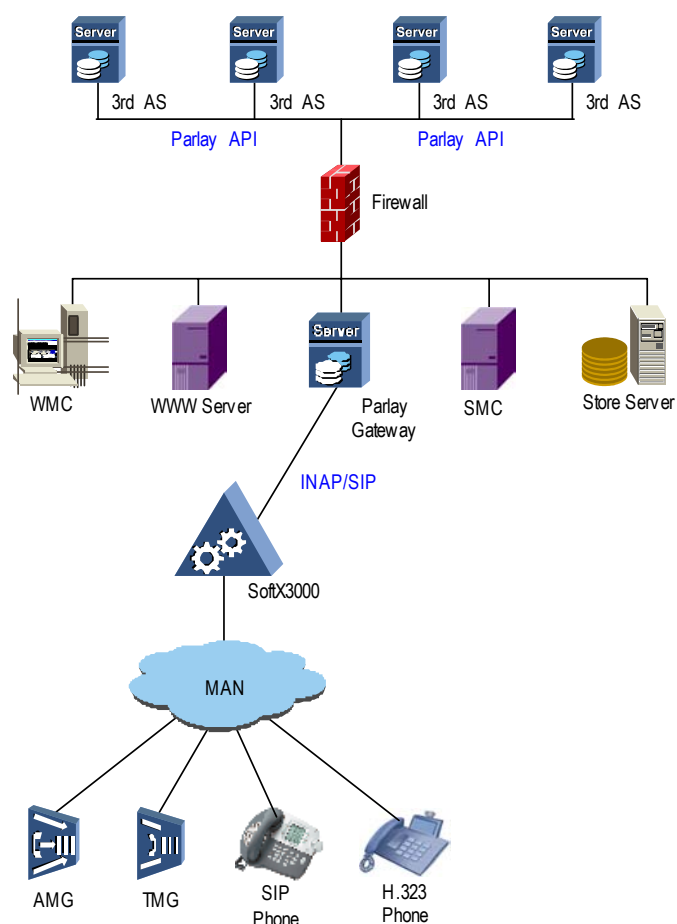 Server Server Server Server
3rd AS 3rd AS 3rd AS 3rd AS
Parlay API Parlay API
Firewall
Server
WMC WWW Server Parlay Gateway SMC Store Server
INAP/SIP
SoftX3000
MAN
AMG TMG SIP Phone H.323 Phone